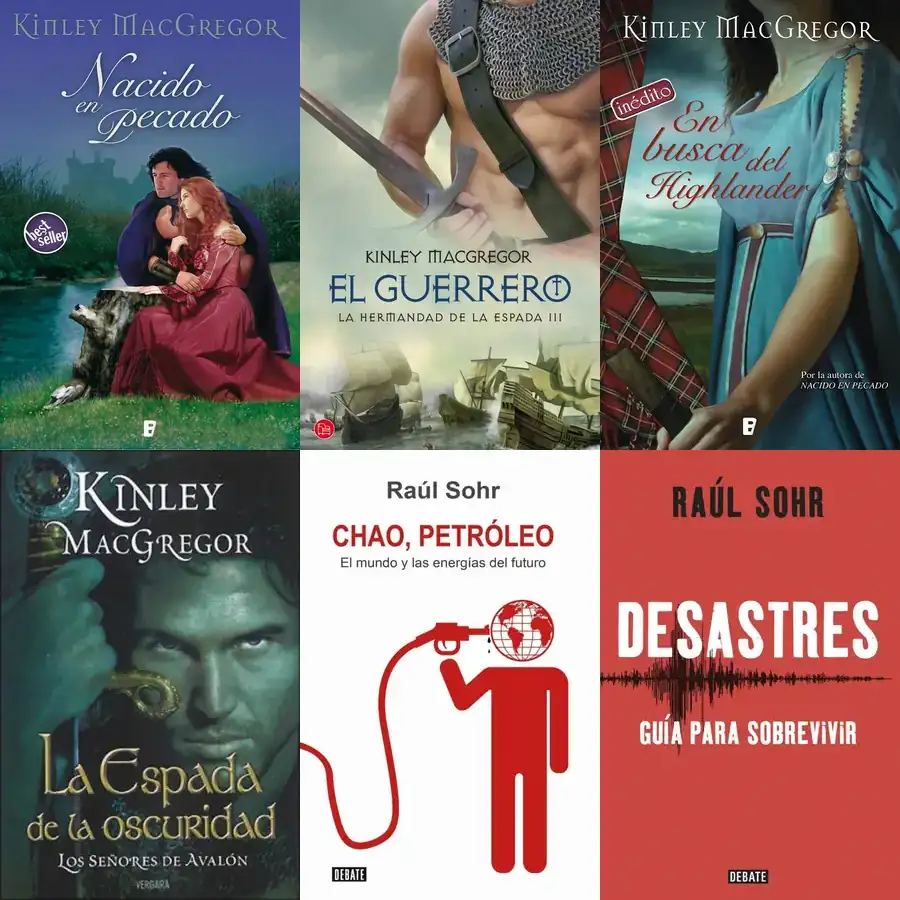 KINLEY MACGREGOR
Nacido
en
Pecado
best
seller
B
KINLEY MACGREGOR
EL GUERRERO
LA HERMANDAD DE LA ESPADA III
KINLEY MACGREGOR
inédito
En
busca del
Highlander
Por la autora de
NACIDO EN PECADO
B
KINLEY
MACGREGOR
LA ESPADA
DE LA OSCURIDAD
LOS SEÑORES DE AVALÓN
VERGARA
Raúl Sohr
CHAO, PETRÓLEO
El mundo y las energías del futuro
DEBATE
RAÚL SOHR
DESASTRES
GUÍA PARA SOBREVIVIR
DEBATE